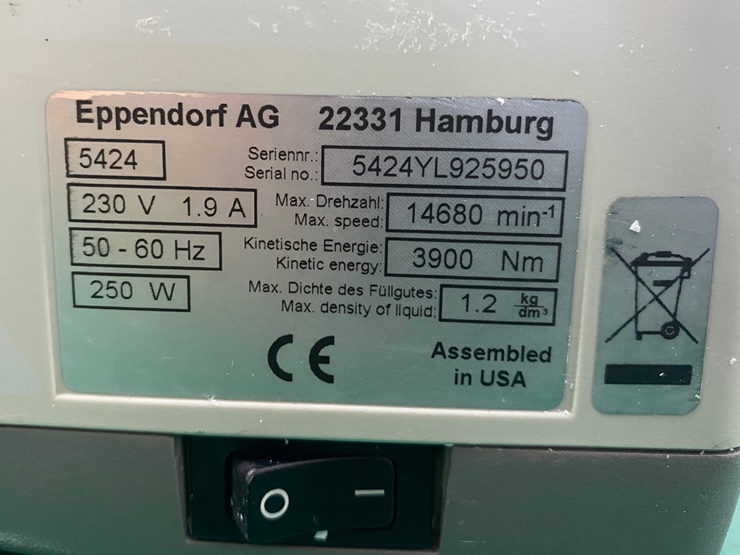 Eppendorf AG 22331 Hamburg
5424
Seriennr.:
Serial no.:
5424YL925950
230 V 1.9 A
Max. Drehzahl:
Max. speed:
14680 min-1
50 - 60 Hz
Kinetische Energie:
Kinetic energy:
3900 Nm
250 W
Max. Dichte des Füllgutes:
Max. density of liquid:
1.2 kg/dm³
CE
Assembled
in USA
O I